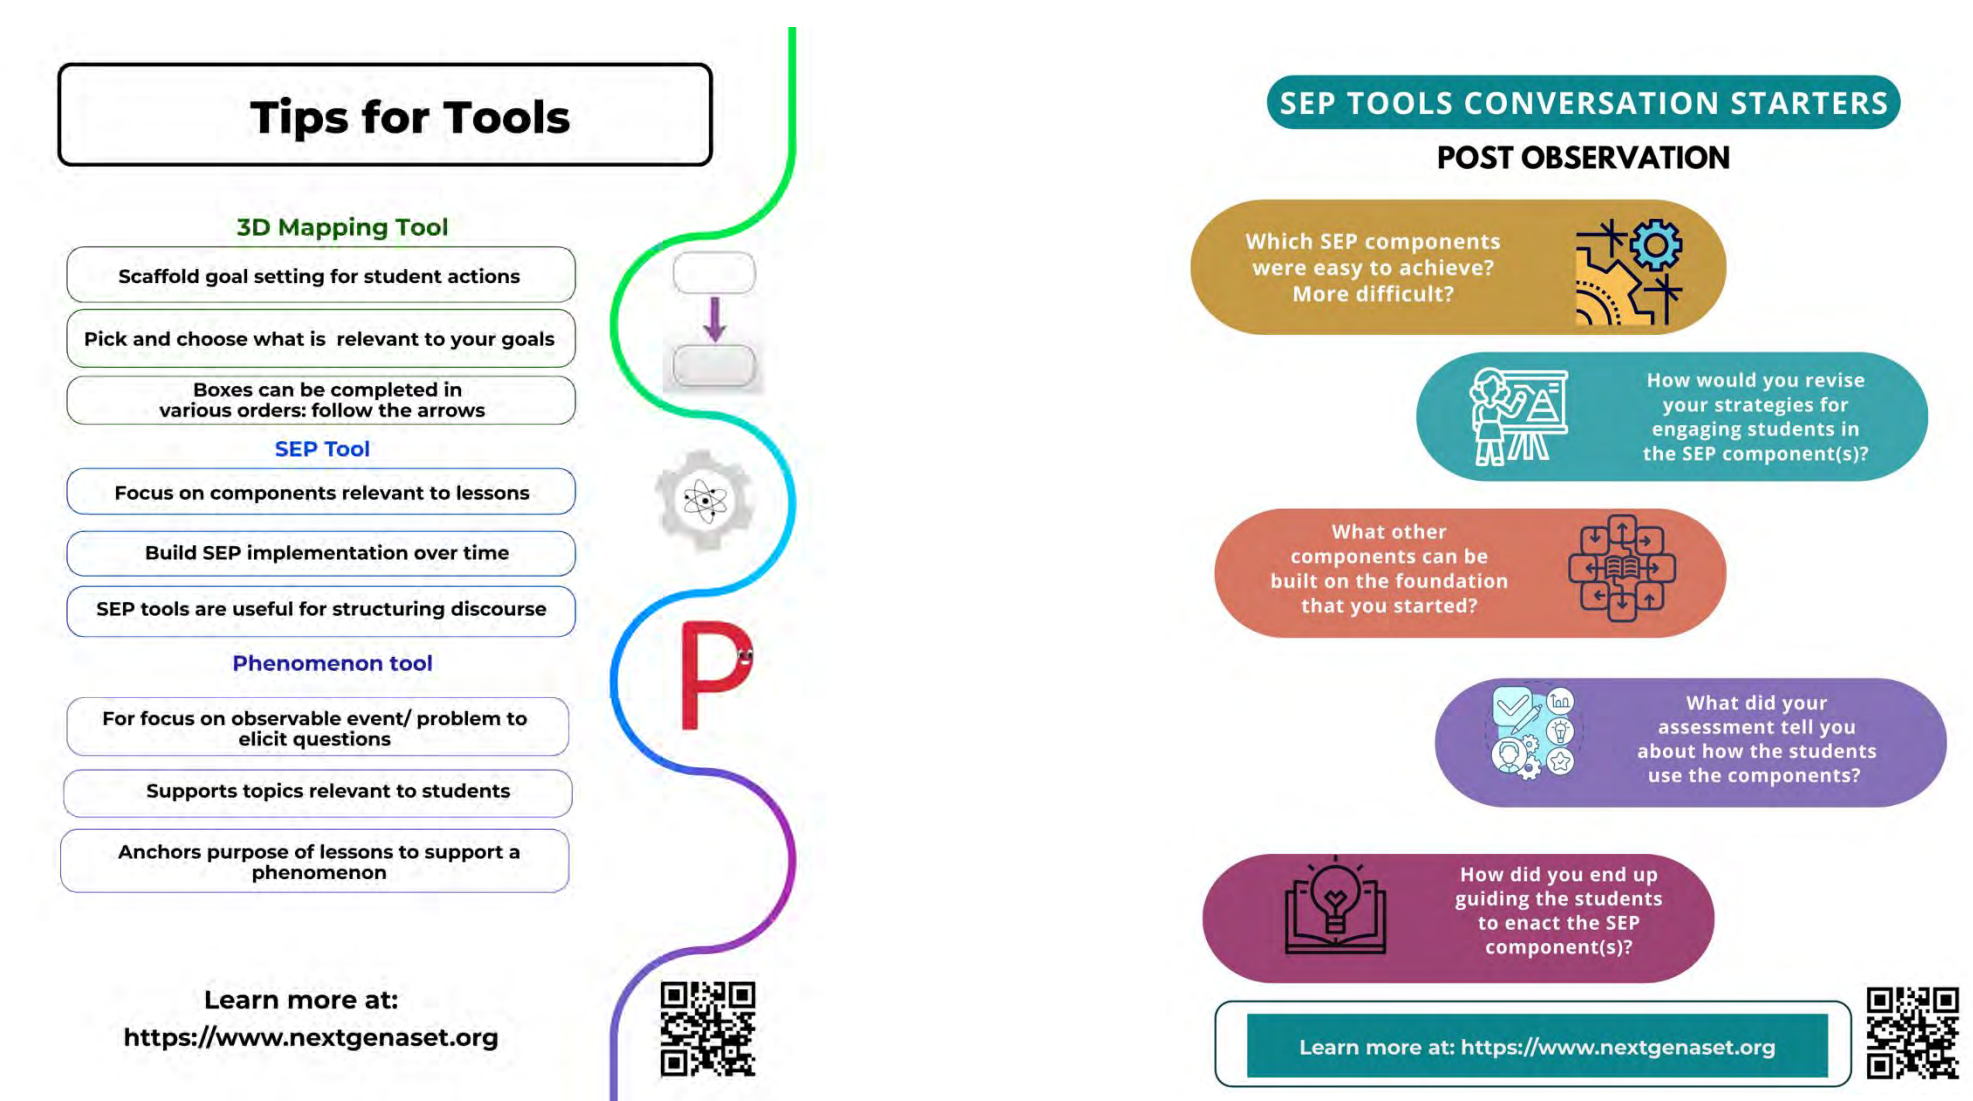 Tips for Tools
3D Mapping Tool
Scaffold goal setting for student actions
Pick and choose what is relevant to your goals
Boxes can be completed in
various orders: follow the arrows
SEP Tool
Focus on components relevant to lessons
Build SEP implementation over time
SEP tools are useful for structuring discourse
Phenomenon tool
For focus on observable event/ problem to
elicit questions
Supports topics relevant to students
Anchors purpose of lessons to support a
phenomenon
Learn more at:
https://www.nextgenaset.org
P
SEP TOOLS CONVERSATION STARTERS
POST OBSERVATION
Which SEP components
were easy to achieve?
More difficult?
How would you revise
your strategies for
engaging students in
the SEP component(s)?
What other
components can be
built on the foundation
that you started?
What did your
assessment tell you
about how the students
use the components?
How did you end up
guiding the students
to enact the SEP
component(s)?
Learn more at: https://www.nextgenaset.org